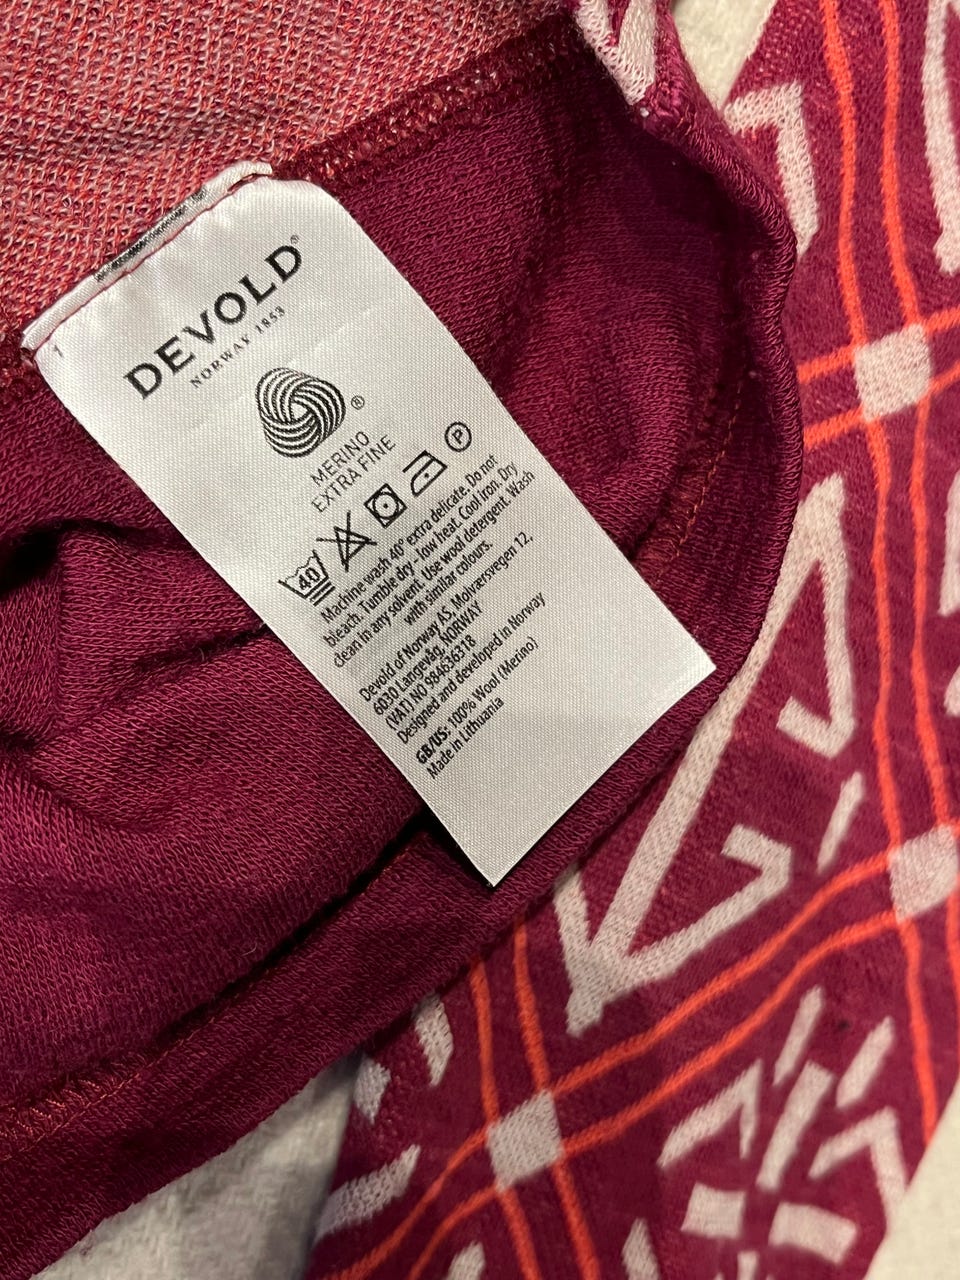 DEVOLD®
NORWAY 1853
®
MERINO
EXTRA FINE
40
P
Machine wash 40° extra delicate. Do not
bleach. Tumble dry - low heat. Cool iron. Dry
clean in any solvent. Use wool detergent. Wash
with similar colours.
Devold of Norway AS, Molværsvegen 12,
6030 Langevåg, NORWAY
(VAT) NO 984636318
Designed and developed in Norway
GB/US: 100% Wool (Merino)
Made in Lithuania
1